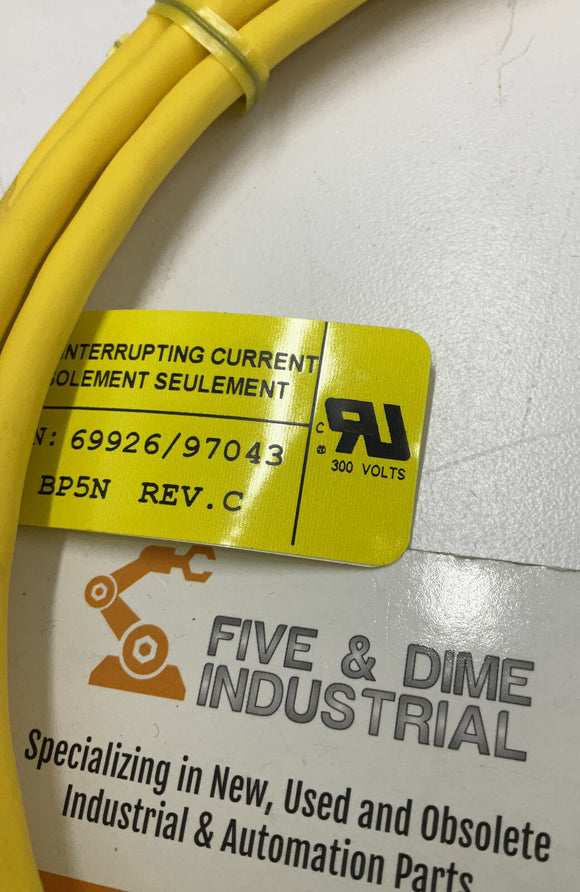 INTERRUPTING CURRENT
SOLEMENT SEULEMENT
N: 69926/97043
BP5N REV.C
C
RU
®
300 VOLTS
FIVE & DIME
INDUSTRIAL
Specializing in New, Used and Obsolete
Industrial & Automation Parts